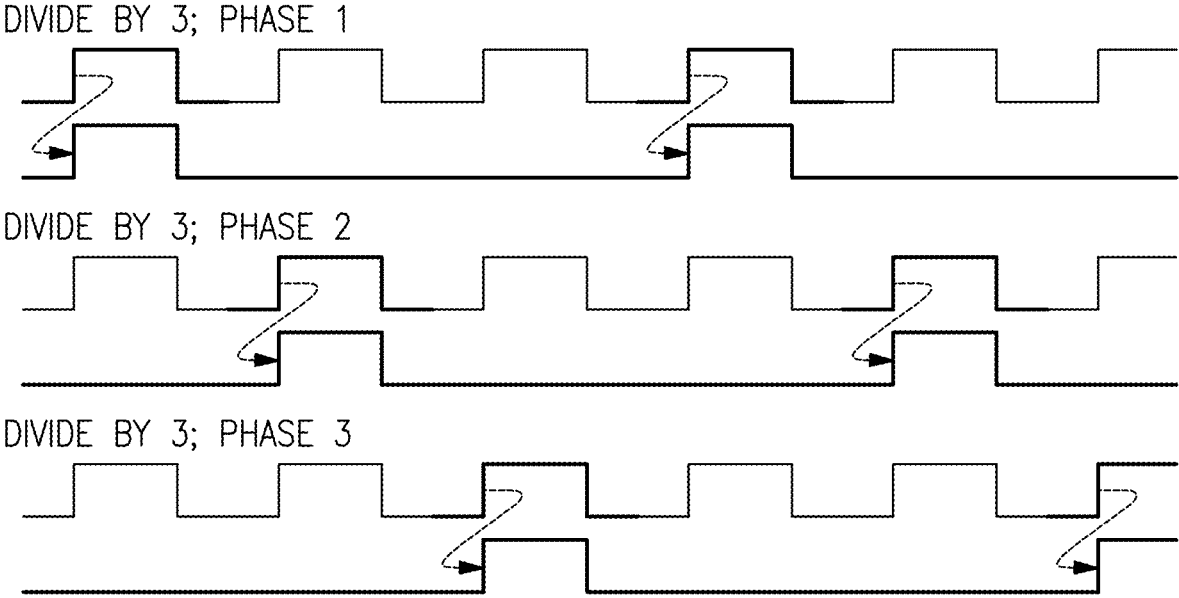 DIVIDE BY 3; PHASE 1
DIVIDE BY 3; PHASE 2
DIVIDE BY 3; PHASE 3